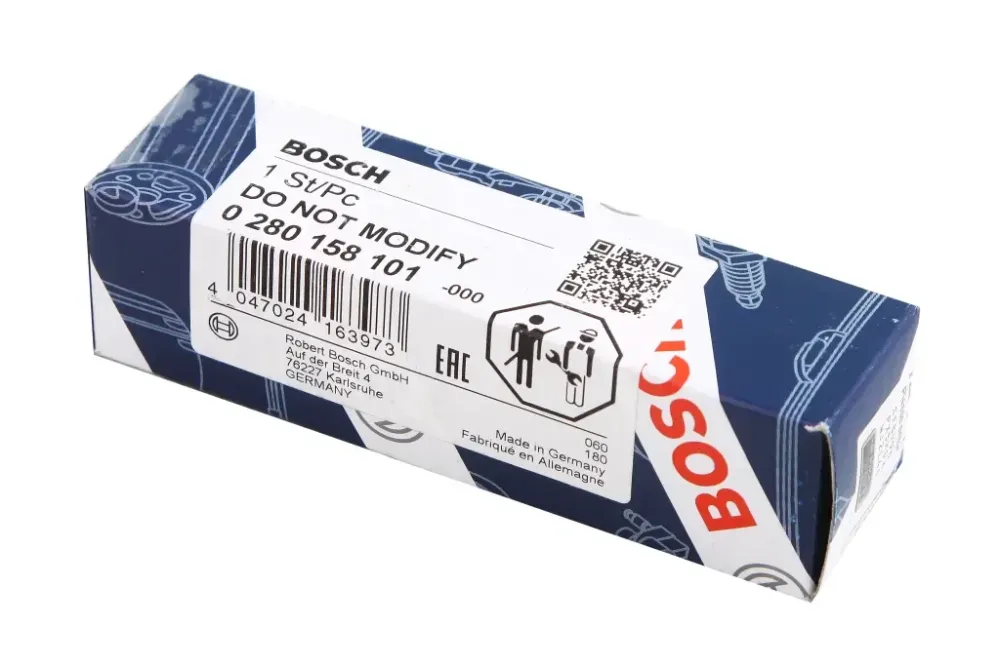 BOSCH
1 St/Pc
DO NOT MODIFY
0 280 158 101
-000
4 047024 163973
Robert Bosch GmbH
Auf der Breit 4
76227 Karlsruhe
GERMANY
EAC
060
180
Made in Germany
Fabriqué en Allemagne
BOSCH